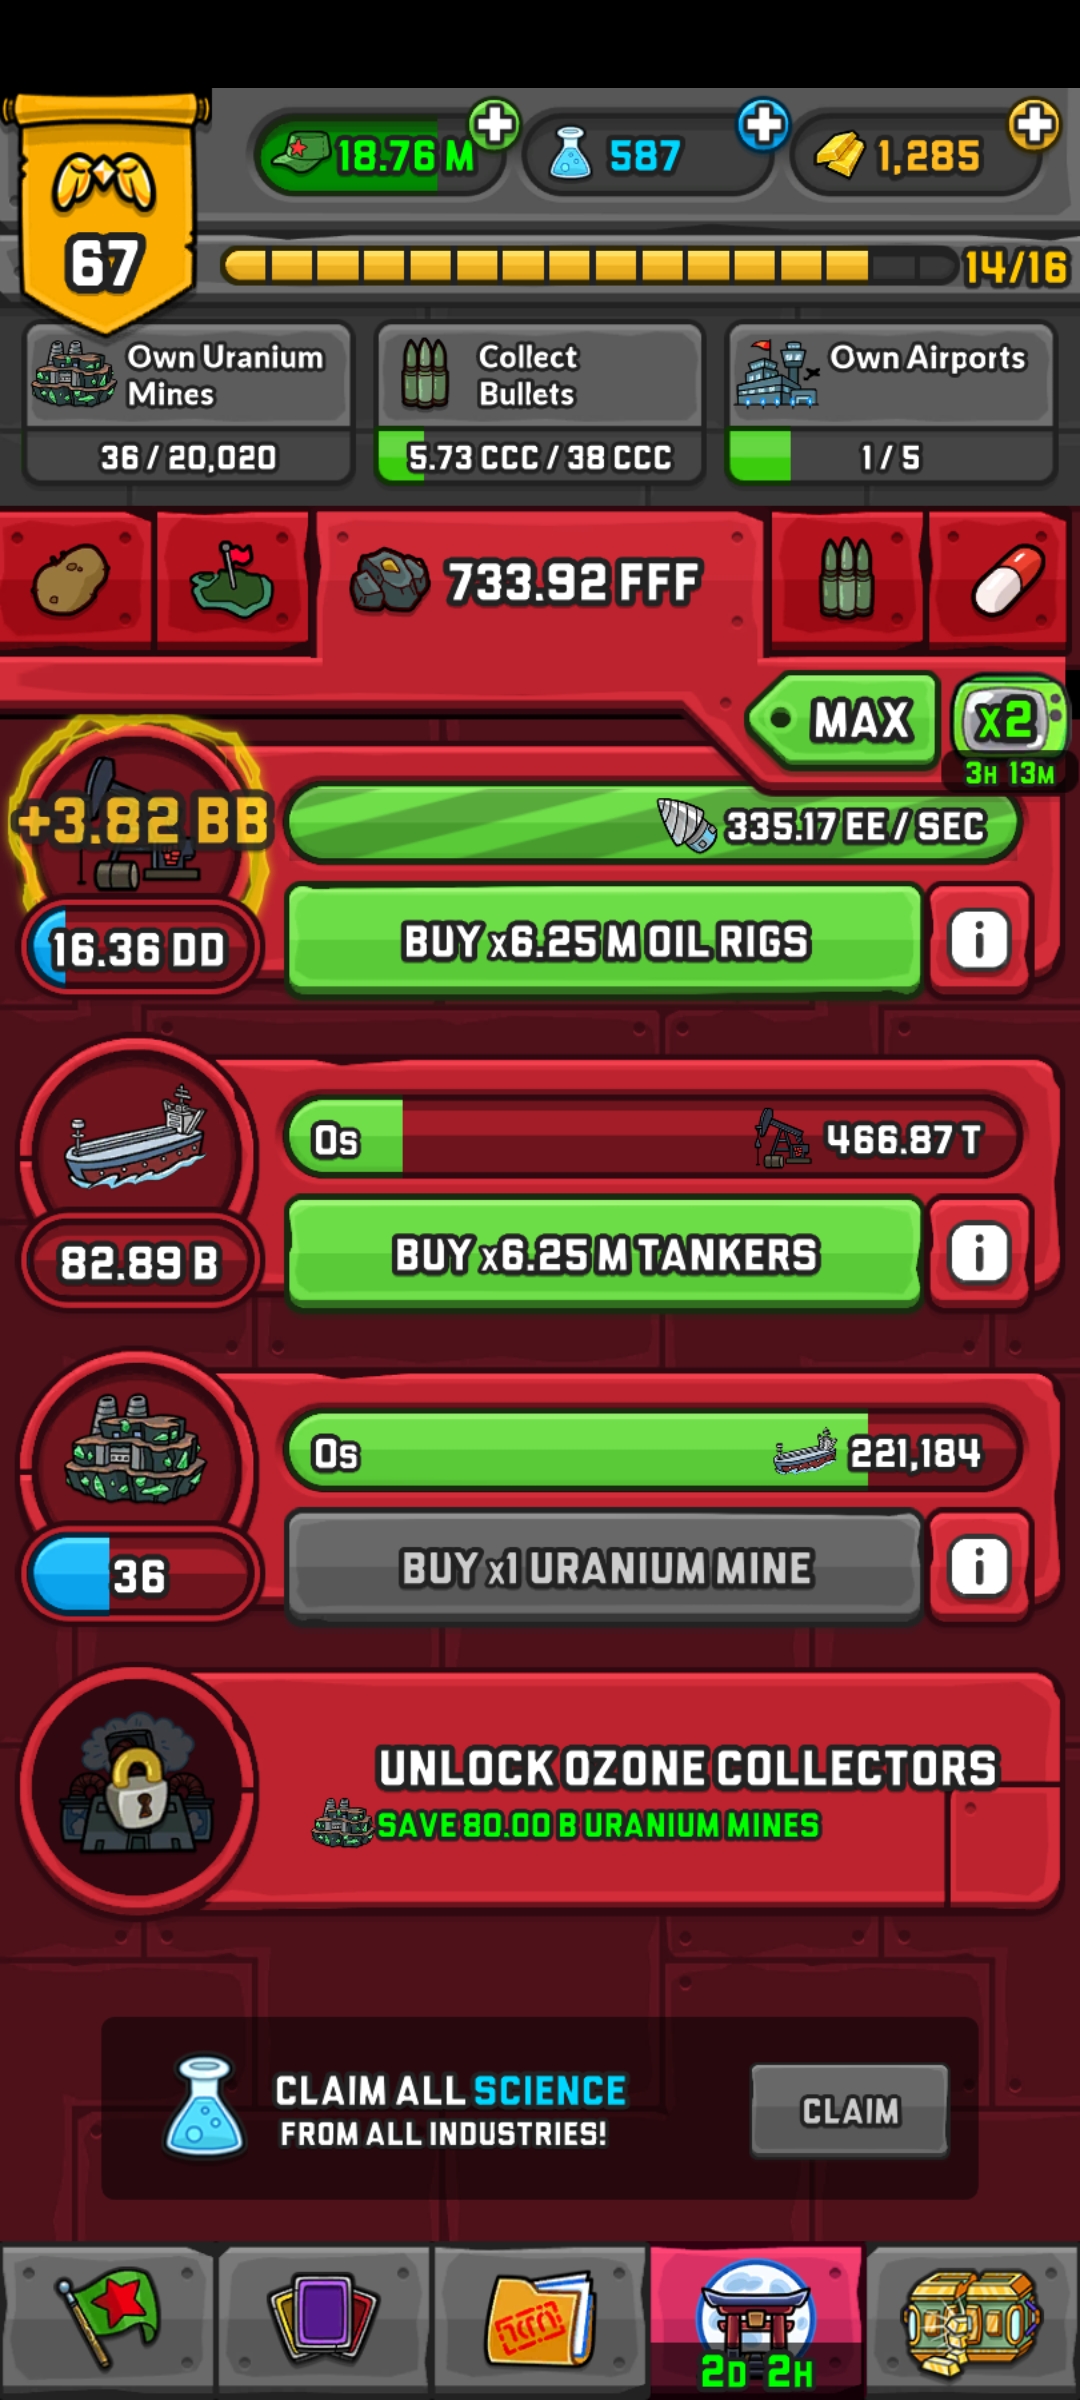 67
18.76 M
587
1,285
14/16
Own Uranium
Mines
36 / 20,020
Collect
Bullets
5.73 CCC / 38 CCC
Own Airports
1 / 5
733.92 FFF
MAX
x2
3H 13M
+3.82 BB
335.17 EE / SEC
16.36 DD
BUY x6.25 M OIL RIGS
i
0s
466.87 T
82.89 B
BUY x6.25 M TANKERS
i
0s
221,184
36
BUY x1 URANIUM MINE
i
UNLOCK OZONE COLLECTORS
SAVE 80.00 B URANIUM MINES
CLAIM ALL SCIENCE
FROM ALL INDUSTRIES!
CLAIM
2D 2H